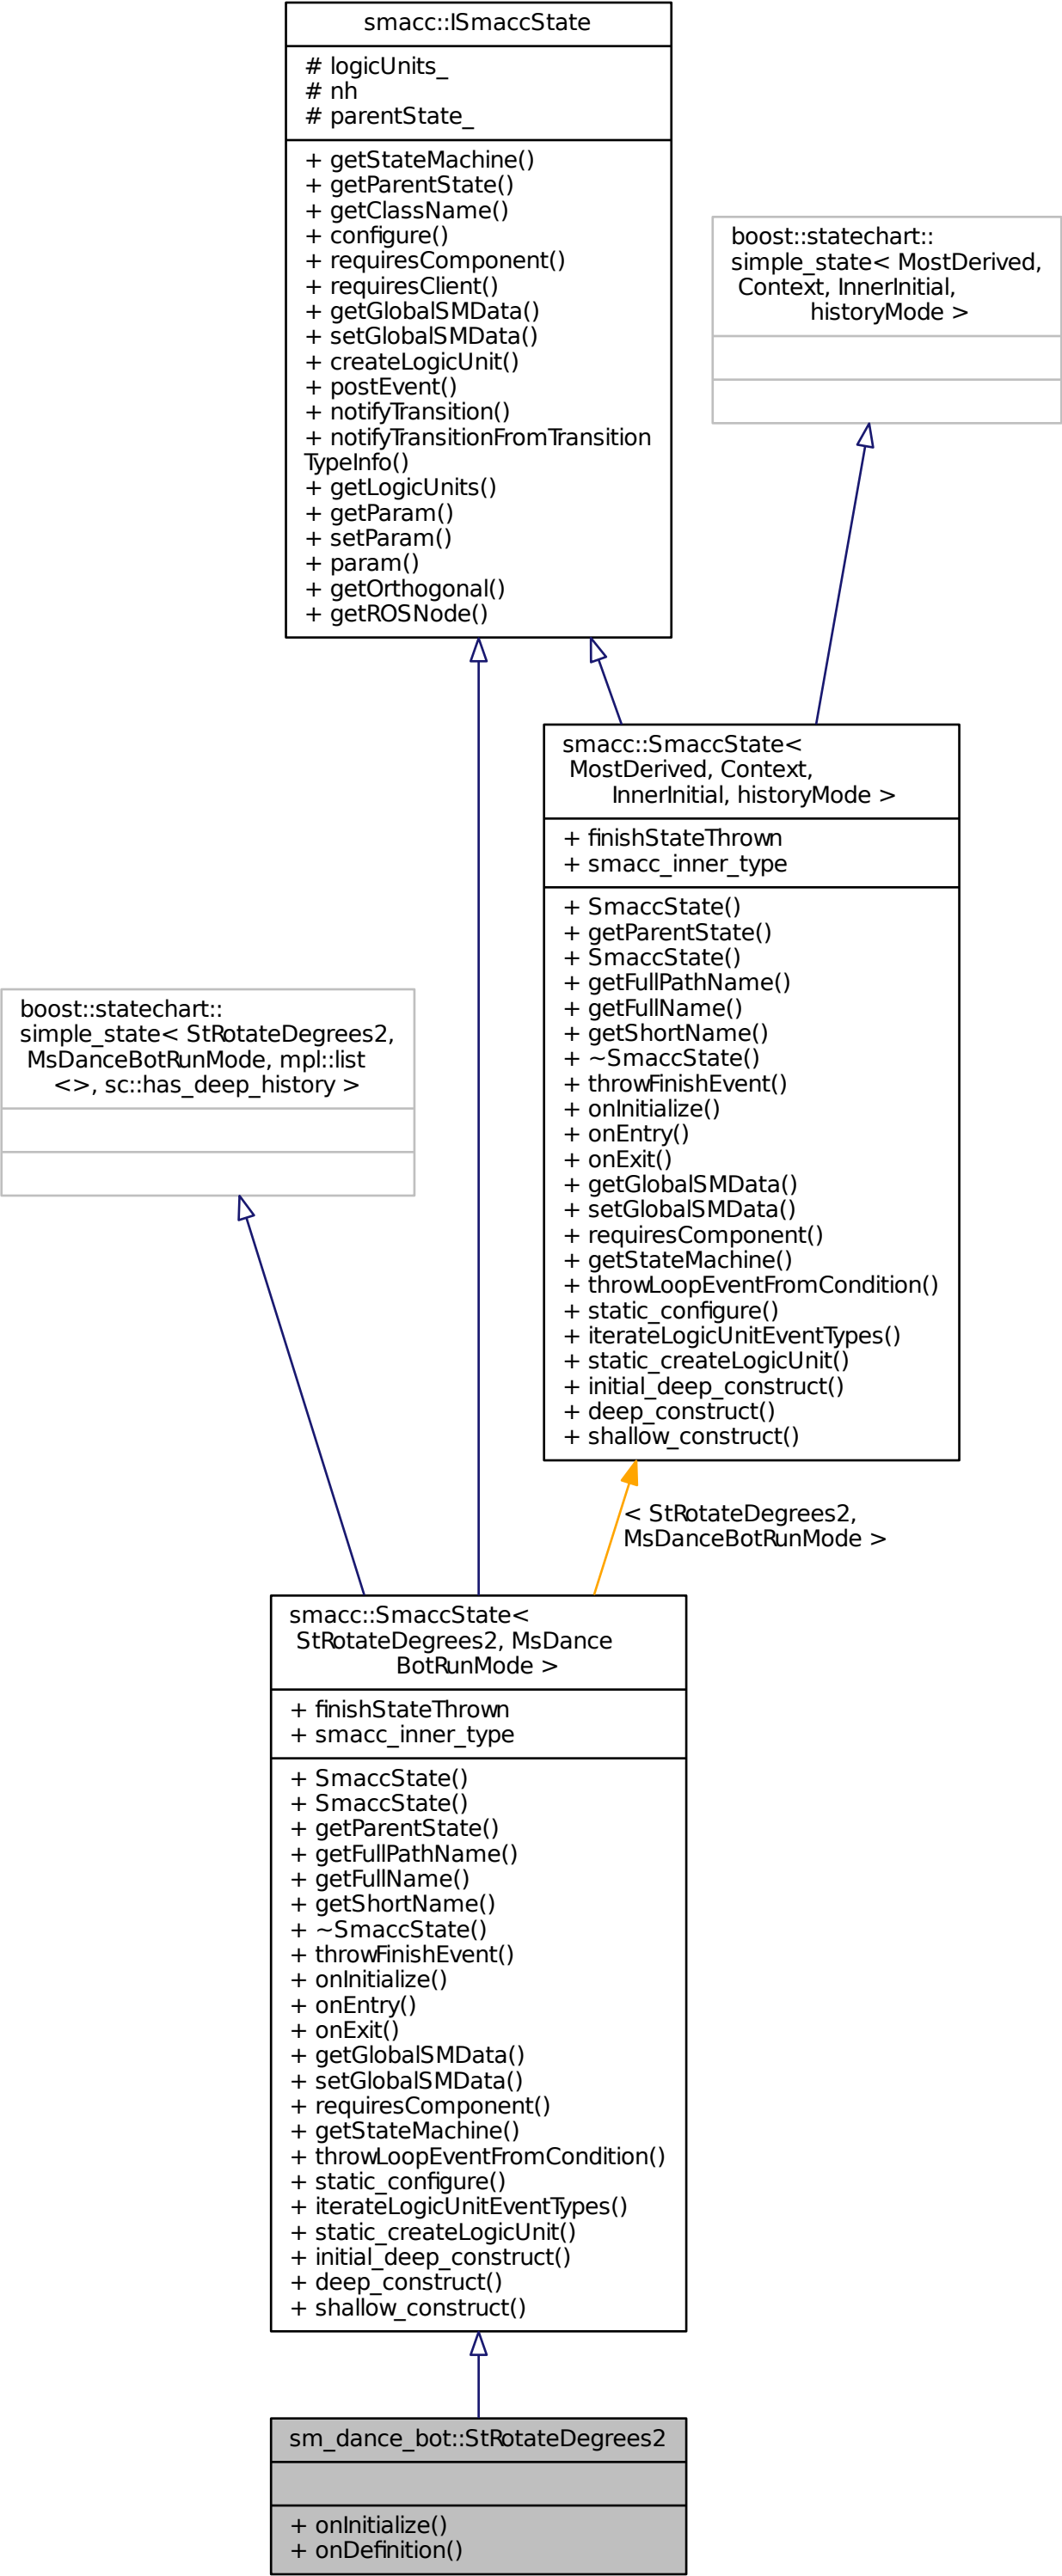 smacc::ISmaccState
# logicUnits_
# nh
# parentState_
+ getStateMachine()
+ getParentState()
+ getClassName()
+ configure()
+ requiresComponent()
+ requiresClient()
+ getGlobalSMData()
+ setGlobalSMData()
+ createLogicUnit()
+ postEvent()
+ notifyTransition()
+ notifyTransitionFromTransition
TypeInfo()
+ getLogicUnits()
+ getParam()
+ setParam()
+ param()
+ getOrthogonal()
+ getROSNode()
boost::statechart::
simple_state< MostDerived,
Context, InnerInitial,
historyMode >
smacc::SmaccState<
MostDerived, Context,
InnerInitial, historyMode >
+ finishStateThrown
+ smacc_inner_type
+ SmaccState()
+ getParentState()
+ SmaccState()
+ getFullPathName()
+ getFullName()
+ getShortName()
+ ~SmaccState()
+ throwFinishEvent()
+ onInitialize()
+ onEntry()
+ onExit()
+ getGlobalSMData()
+ setGlobalSMData()
+ requiresComponent()
+ getStateMachine()
+ throwLoopEventFromCondition()
+ static_configure()
+ iterateLogicUnitEventTypes()
+ static_createLogicUnit()
+ initial_deep_construct()
+ deep_construct()
+ shallow_construct()
boost::statechart::
simple_state< StRotateDegrees2,
MsDanceBotRunMode, mpl::list
<>, sc::has_deep_history >
< StRotateDegrees2,
MsDanceBotRunMode >
smacc::SmaccState<
StRotateDegrees2, MsDance
BotRunMode >
+ finishStateThrown
+ smacc_inner_type
+ SmaccState()
+ SmaccState()
+ getParentState()
+ getFullPathName()
+ getFullName()
+ getShortName()
+ ~SmaccState()
+ throwFinishEvent()
+ onInitialize()
+ onEntry()
+ onExit()
+ getGlobalSMData()
+ setGlobalSMData()
+ requiresComponent()
+ getStateMachine()
+ throwLoopEventFromCondition()
+ static_configure()
+ iterateLogicUnitEventTypes()
+ static_createLogicUnit()
+ initial_deep_construct()
+ deep_construct()
+ shallow_construct()
sm_dance_bot::StRotateDegrees2
+ onInitialize()
+ onDefinition()